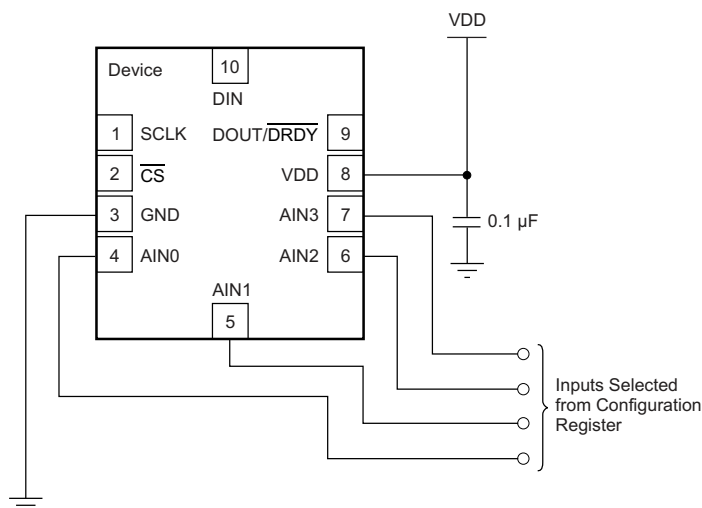 VDD
Device
10
DIN
1 SCLK DOUT/DRDY 9
2 CS VDD 8
3 GND AIN3 7
0.1 µF
4 AIN0 AIN2 6
AIN1
5
Inputs Selected
from Configuration
Register